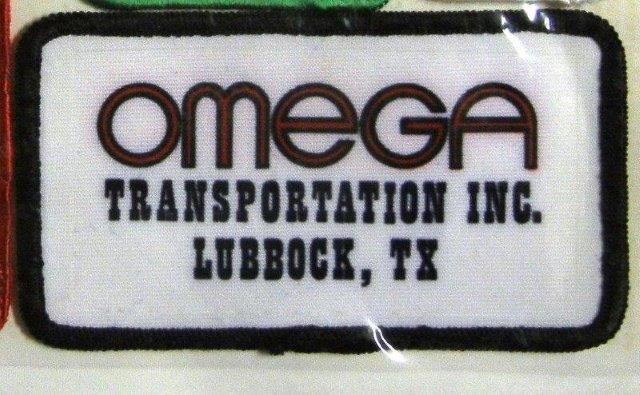 OMEGA
TRANSPORTATION INC.
LUBBOCK, TX